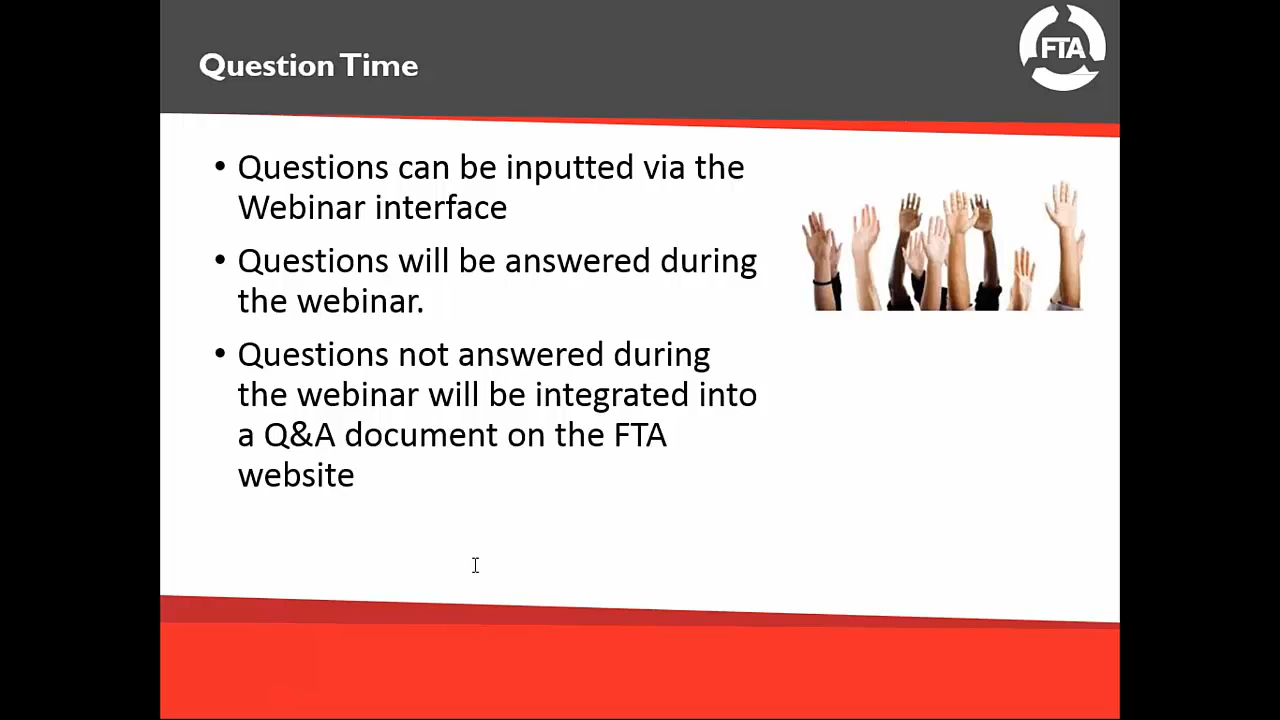 Question Time
FTA
• Questions can be inputted via the
Webinar interface
• Questions will be answered during
the webinar.
• Questions not answered during
the webinar will be integrated into
a Q&A document on the FTA
website